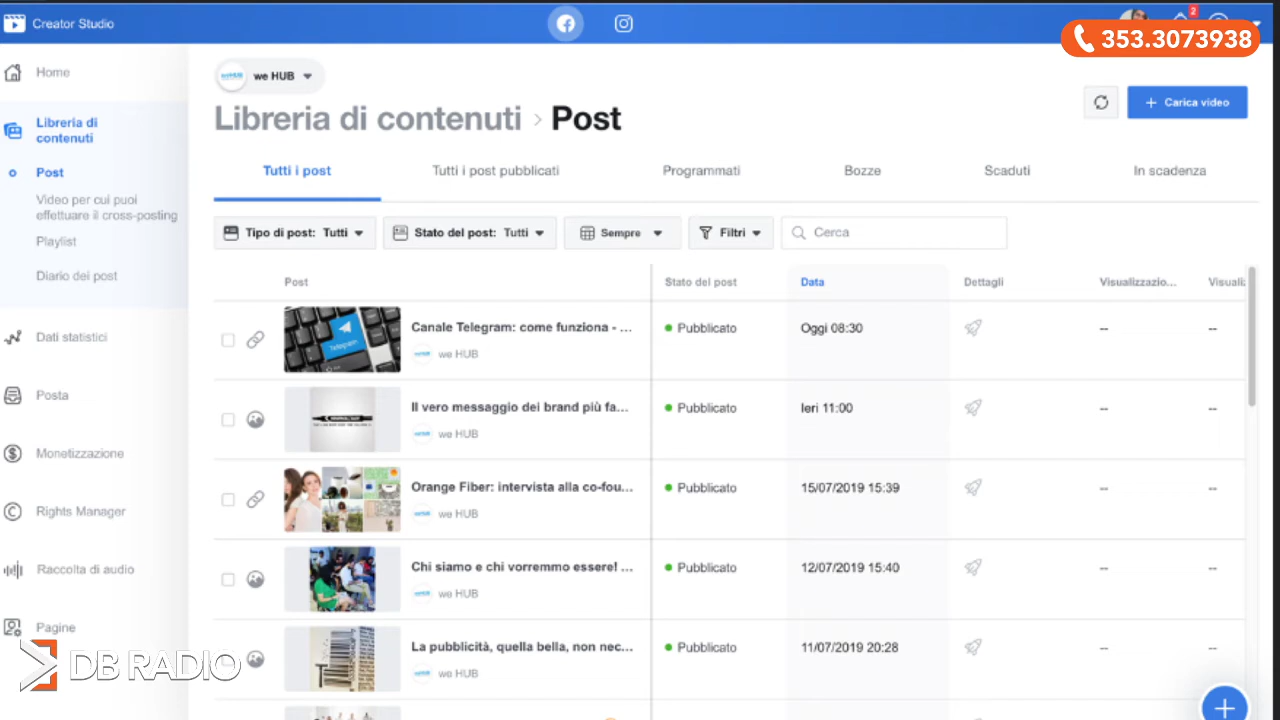 Creator Studio
2
353.3073938
Home
Libreria di
contenuti
Post
Video per cui puoi
effettuare il cross-posting
Playlist
Diario dei post
Dati statistici
Posta
Monetizzazione
Rights Manager
Raccolta di audio
Pagine
DB RADIO
we HUB
Libreria di contenuti › Post
+ Carica video
Tutti i post
Tutti i post pubblicati
Programmati
Bozze
Scaduti
In scadenza
Tipo di post: Tutti
Stato del post: Tutti
Sempre
Filtri
Cerca
Post
Stato del post
Data
Dettagli
Visualizzazio...
Telegram
Canale Telegram: come funziona - ...
we HUB
Pubblicato
Oggi 08:30
--
--
Il vero messaggio dei brand più fa...
we HUB
Pubblicato
Ieri 11:00
--
--
Orange Fiber: intervista alla co-fou...
we HUB
Pubblicato
15/07/2019 15:39
--
--
Chi siamo e chi vorremmo essere! ...
we HUB
Pubblicato
12/07/2019 15:40
--
--
La pubblicità, quella bella, non nec...
we HUB
Pubblicato
11/07/2019 20:28
--
--